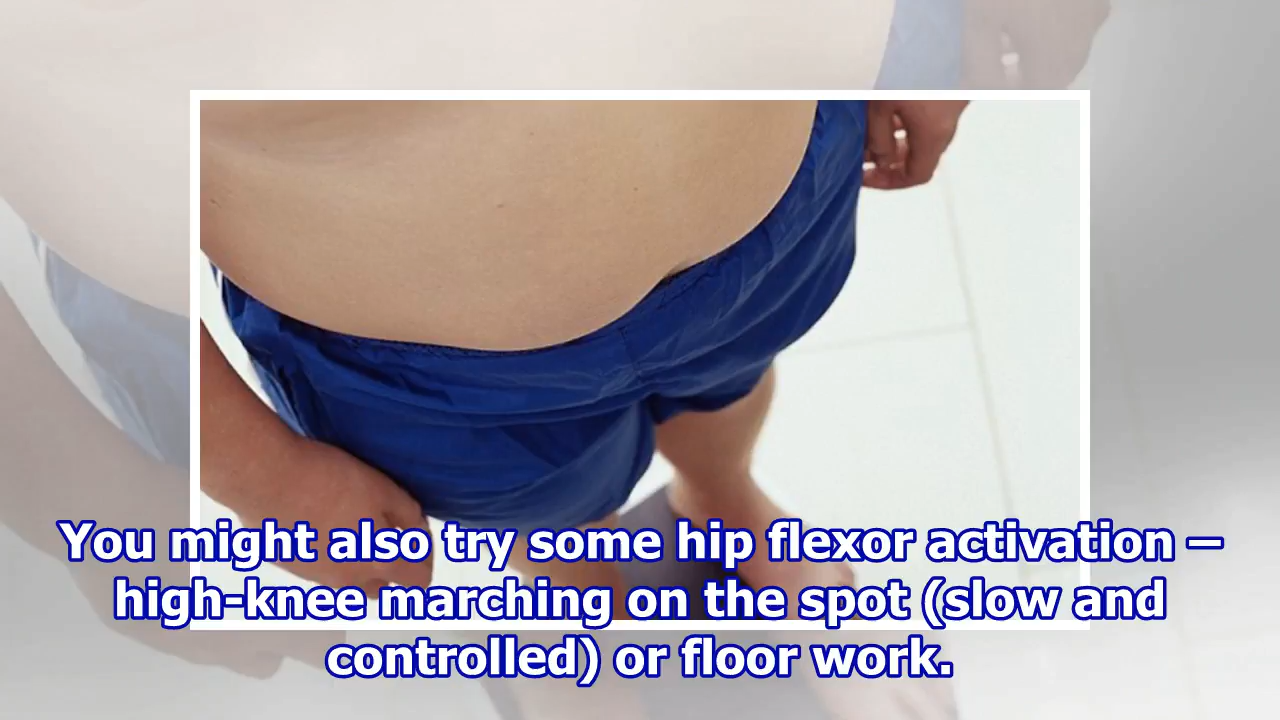 You might also try some hip flexor activation –
high-knee marching on the spot (slow and
controlled) or floor work.